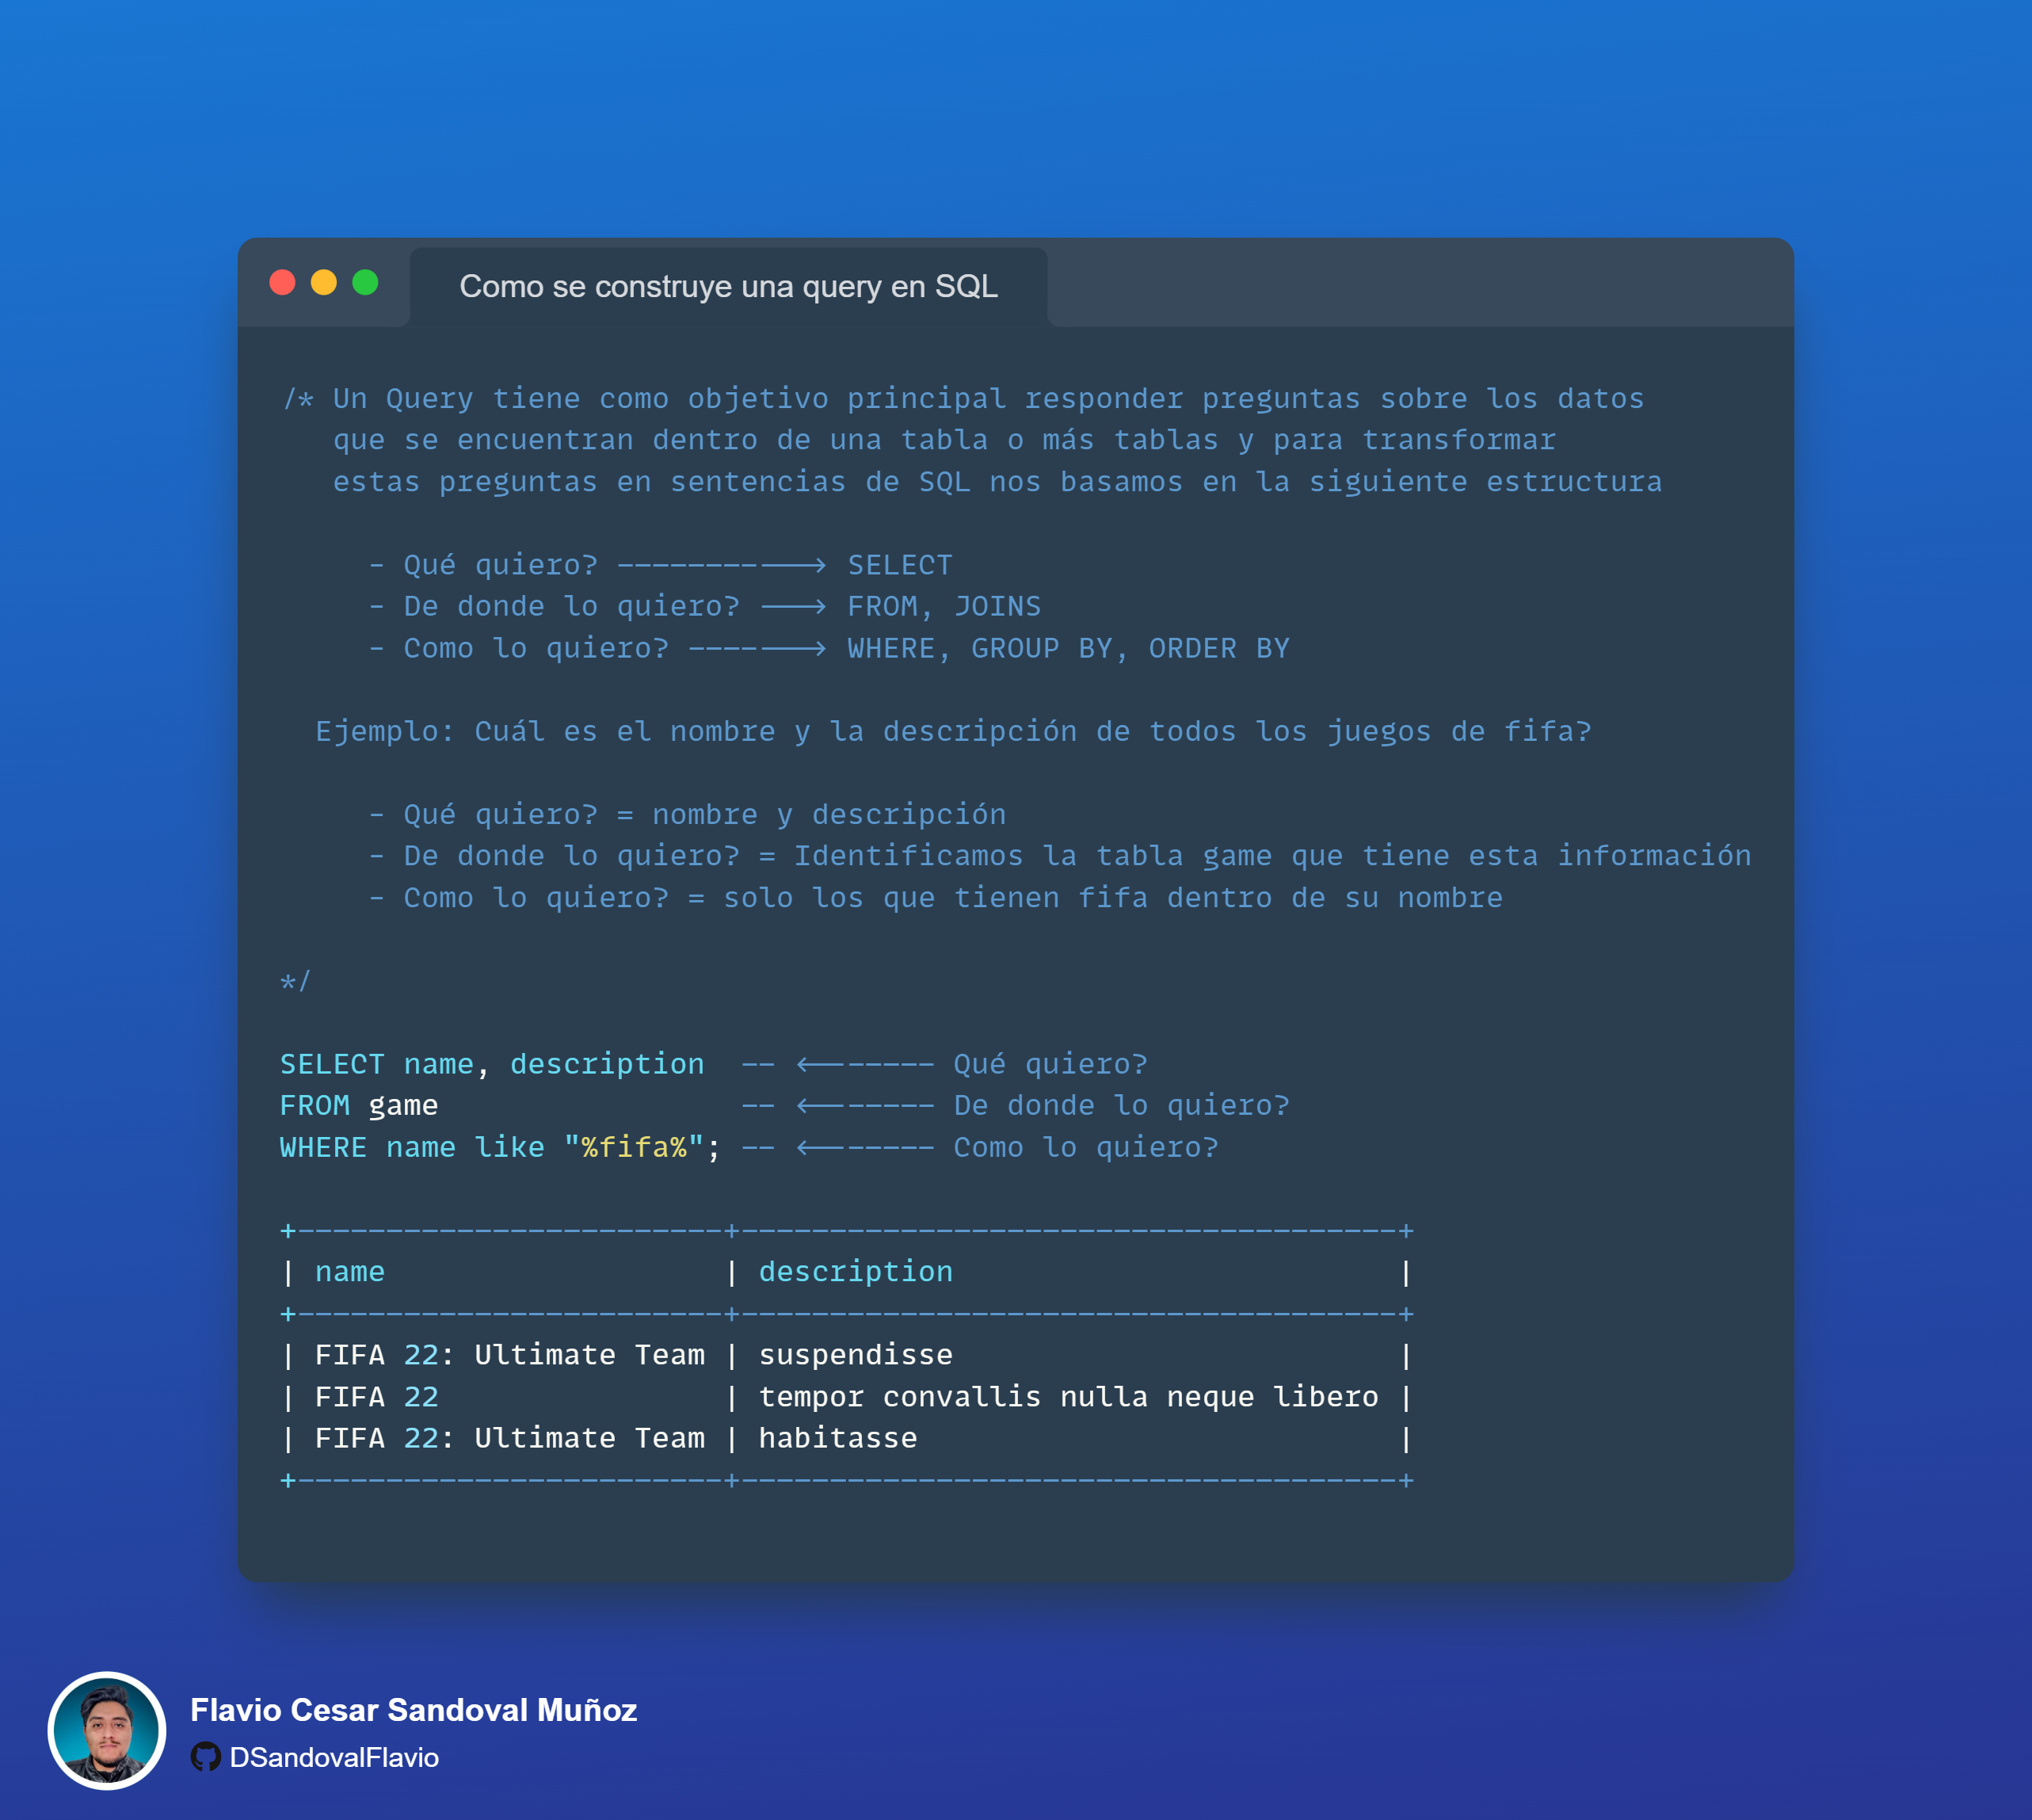 Como se construye una query en SQL
/* Un Query tiene como objetivo principal responder preguntas sobre los datos
que se encuentran dentro de una tabla o más tablas y para transformar
estas preguntas en sentencias de SQL nos basamos en la siguiente estructura
- Qué quiero? -----------> SELECT
- De donde lo quiero? ---> FROM, JOINS
- Como lo quiero? -------> WHERE, GROUP BY, ORDER BY
Ejemplo: Cuál es el nombre y la descripción de todos los juegos de fifa?
- Qué quiero? = nombre y descripción
- De donde lo quiero? = Identificamos la tabla game que tiene esta información
- Como lo quiero? = solo los que tienen fifa dentro de su nombre
*/
SELECT name, description  -- <------- Qué quiero?
FROM game                 -- <------- De donde lo quiero?
WHERE name like "%fifa%"; -- <------- Como lo quiero?
+------------------------+-------------------------------------+
| name                   | description                         |
+------------------------+-------------------------------------+
| FIFA 22: Ultimate Team | suspendisse                         |
| FIFA 22                | tempor convallis nulla neque libero |
| FIFA 22: Ultimate Team | habitasse                           |
+------------------------+-------------------------------------+
Flavio Cesar Sandoval Muñoz
DSandovalFlavio